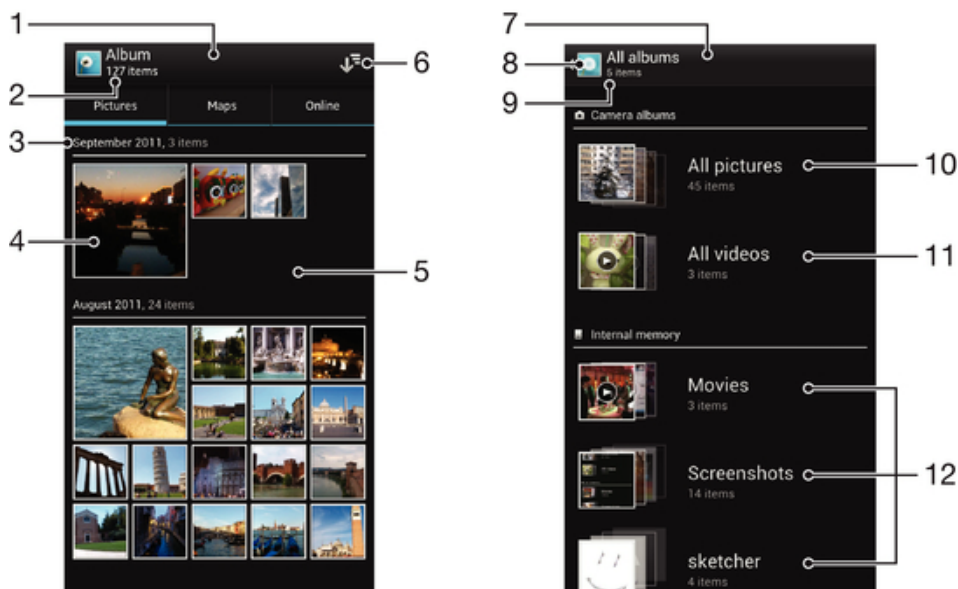 1
Album
127 items
6
2
Pictures
Maps
Online
3
September 2011, 3 items
4
5
August 2011, 24 items
7
8
All albums
5 items
9
Camera albums
All pictures
45 items
10
All videos
3 items
11
Internal memory
Movies
3 items
Screenshots
14 items
12
sketcher
4 items